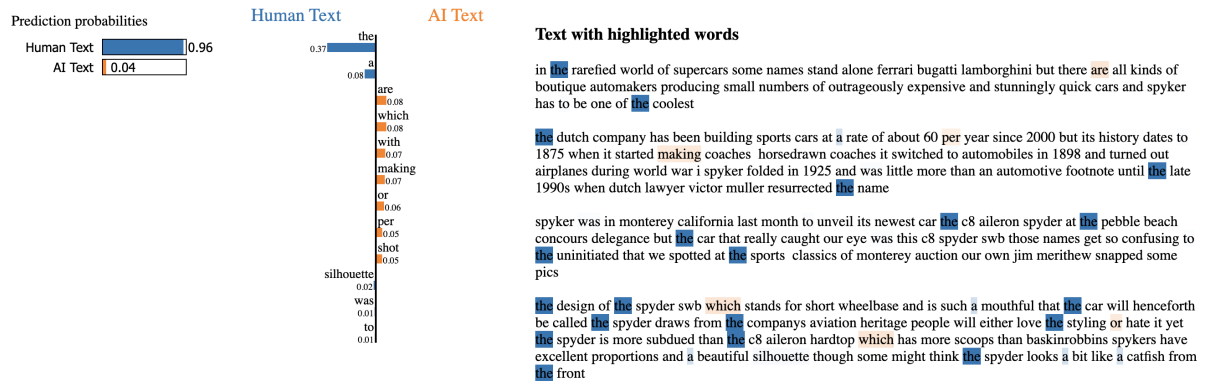 Prediction probabilities
Human Text 0.96
AI Text 0.04
Human Text AI Text
the
0.37
a
0.08
are
0.08
which
0.08
with
0.07
making
0.07
or
0.06
per
0.05
shot
0.05
silhouette
0.02
was
0.01
to
0.01
Text with highlighted words
in the rarefied world of supercars some names stand alone ferrari bugatti lamborghini but there are all kinds of
boutique automakers producing small numbers of outrageously expensive and stunningly quick cars and spyker
has to be one of the coolest
the dutch company has been building sports cars at a rate of about 60 per year since 2000 but its history dates to
1875 when it started making coaches horsedrawn coaches it switched to automobiles in 1898 and turned out
airplanes during world war i spyker folded in 1925 and was little more than an automotive footnote until the late
1990s when dutch lawyer victor muller resurrected the name
spyker was in monterey california last month to unveil its newest car the c8 aileron spyder at the pebble beach
concours delegance but the car that really caught our eye was this c8 spyder swb those names get so confusing to
the uninitiated that we spotted at the sports classics of monterey auction our own jim merithew snapped some
pics
the design of the spyder swb which stands for short wheelbase and is such a mouthful that the car will henceforth
be called the spyder draws from the companys aviation heritage people will either love the styling or hate it yet
the spyder is more subdued than the c8 aileron hardtop which has more scoops than baskinrobbins spykers have
excellent proportions and a beautiful silhouette though some might think the spyder looks a bit like a catfish from
the front